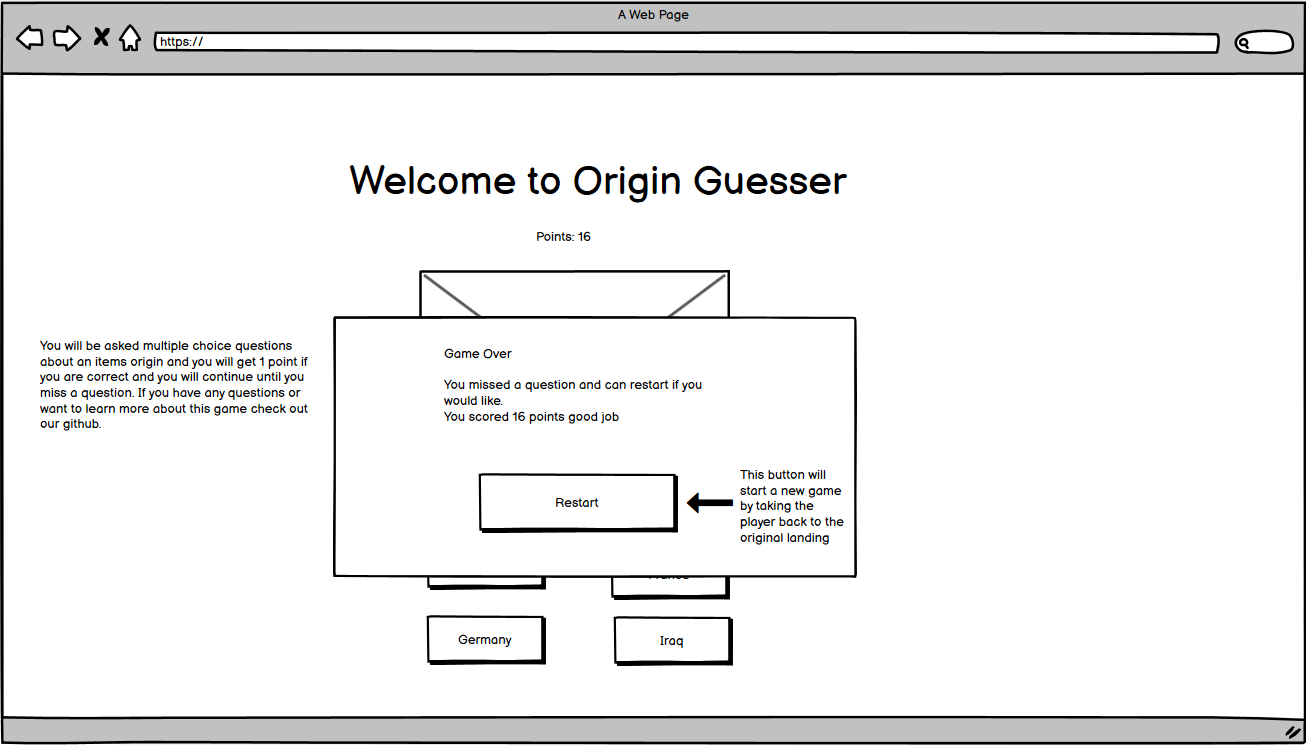 A Web Page
https://
Welcome to Origin Guesser
Points: 16
You will be asked multiple choice questions
about an items origin and you will get 1 point if
you are correct and you will continue until you
miss a question. If you have any questions or
want to learn more about this game check out
our github.
Game Over
You missed a question and can restart if you
would like.
You scored 16 points good job
Restart
This button will
start a new game
by taking the
player back to the
original landing
Germany
Iraq